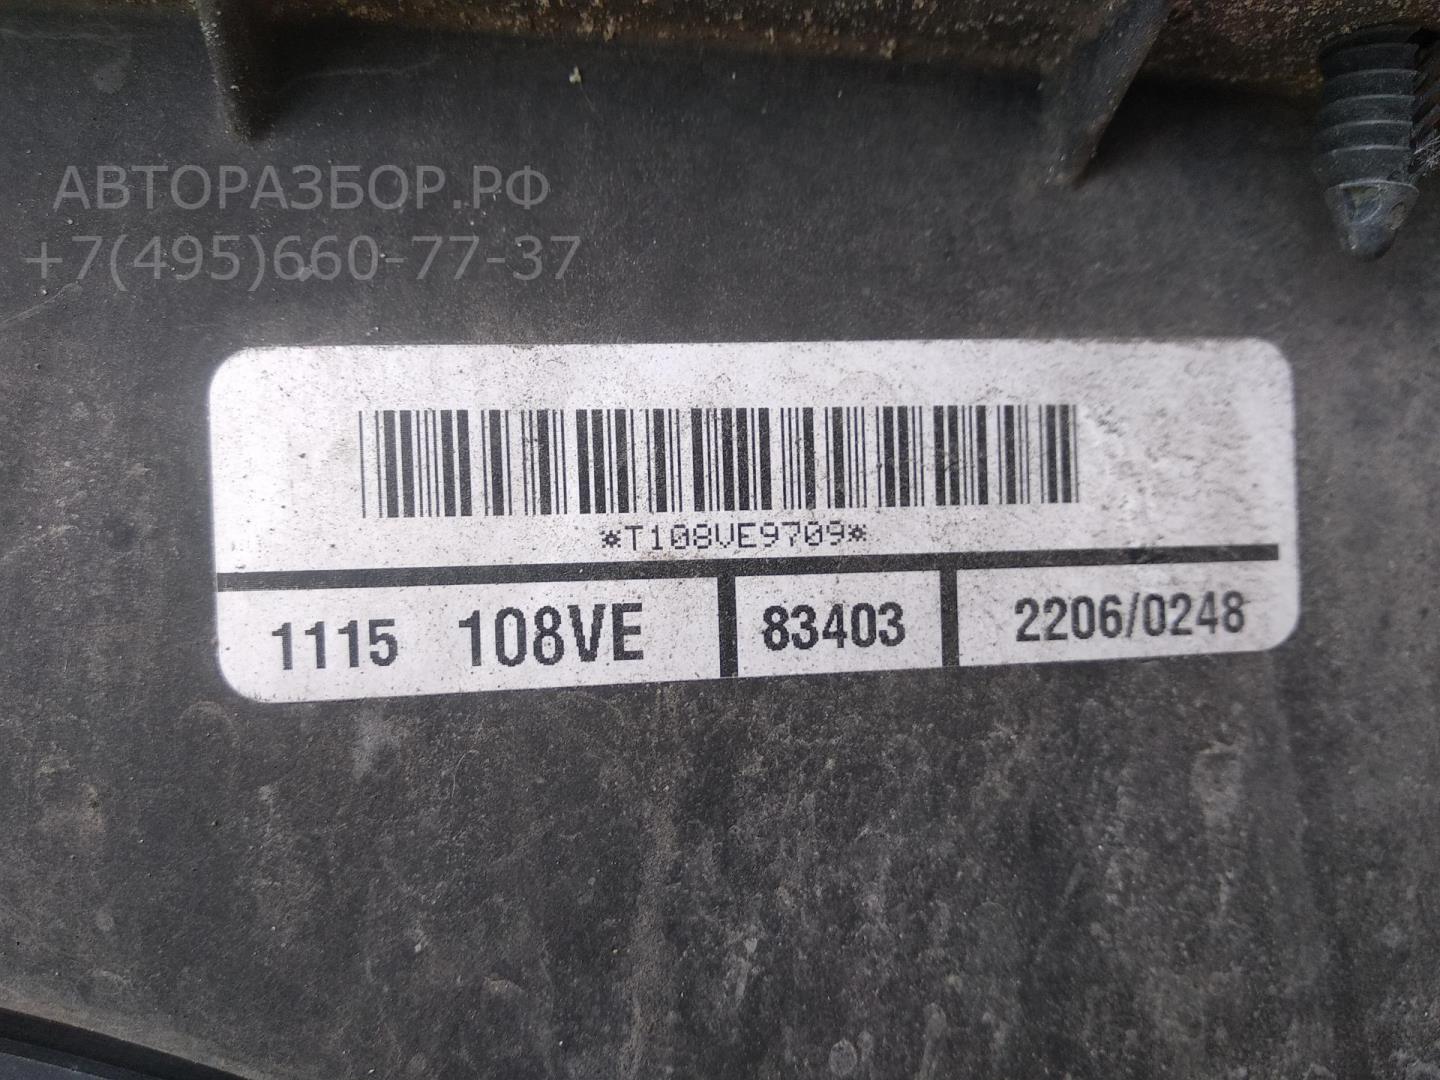 АВТОРАЗБОР.РФ
+7(495)660-77-37
*T108VE9709*
1115 108VE 83403 2206/0248